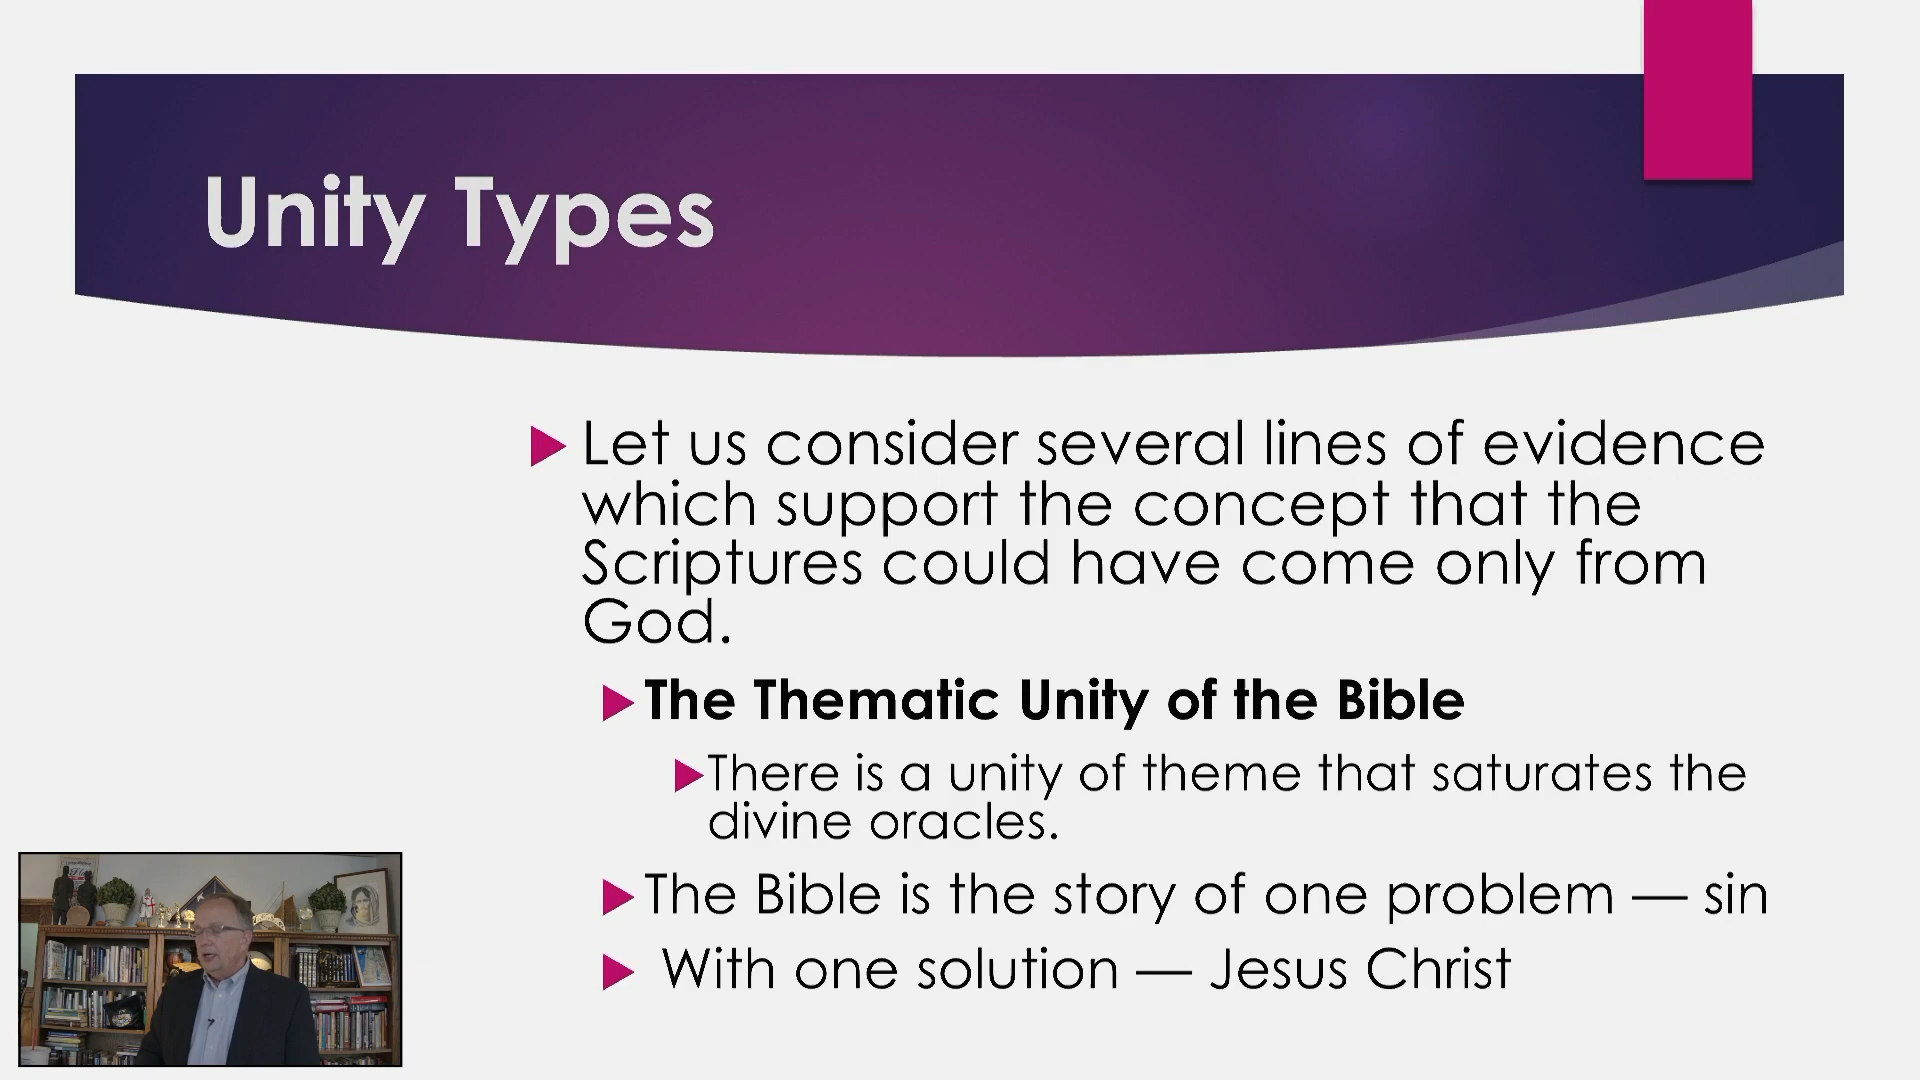 Unity Types
Let us consider several lines of evidence
which support the concept that the
Scriptures could have come only from
God.
The Thematic Unity of the Bible
There is a unity of theme that saturates the
divine oracles.
The Bible is the story of one problem — sin
With one solution — Jesus Christ